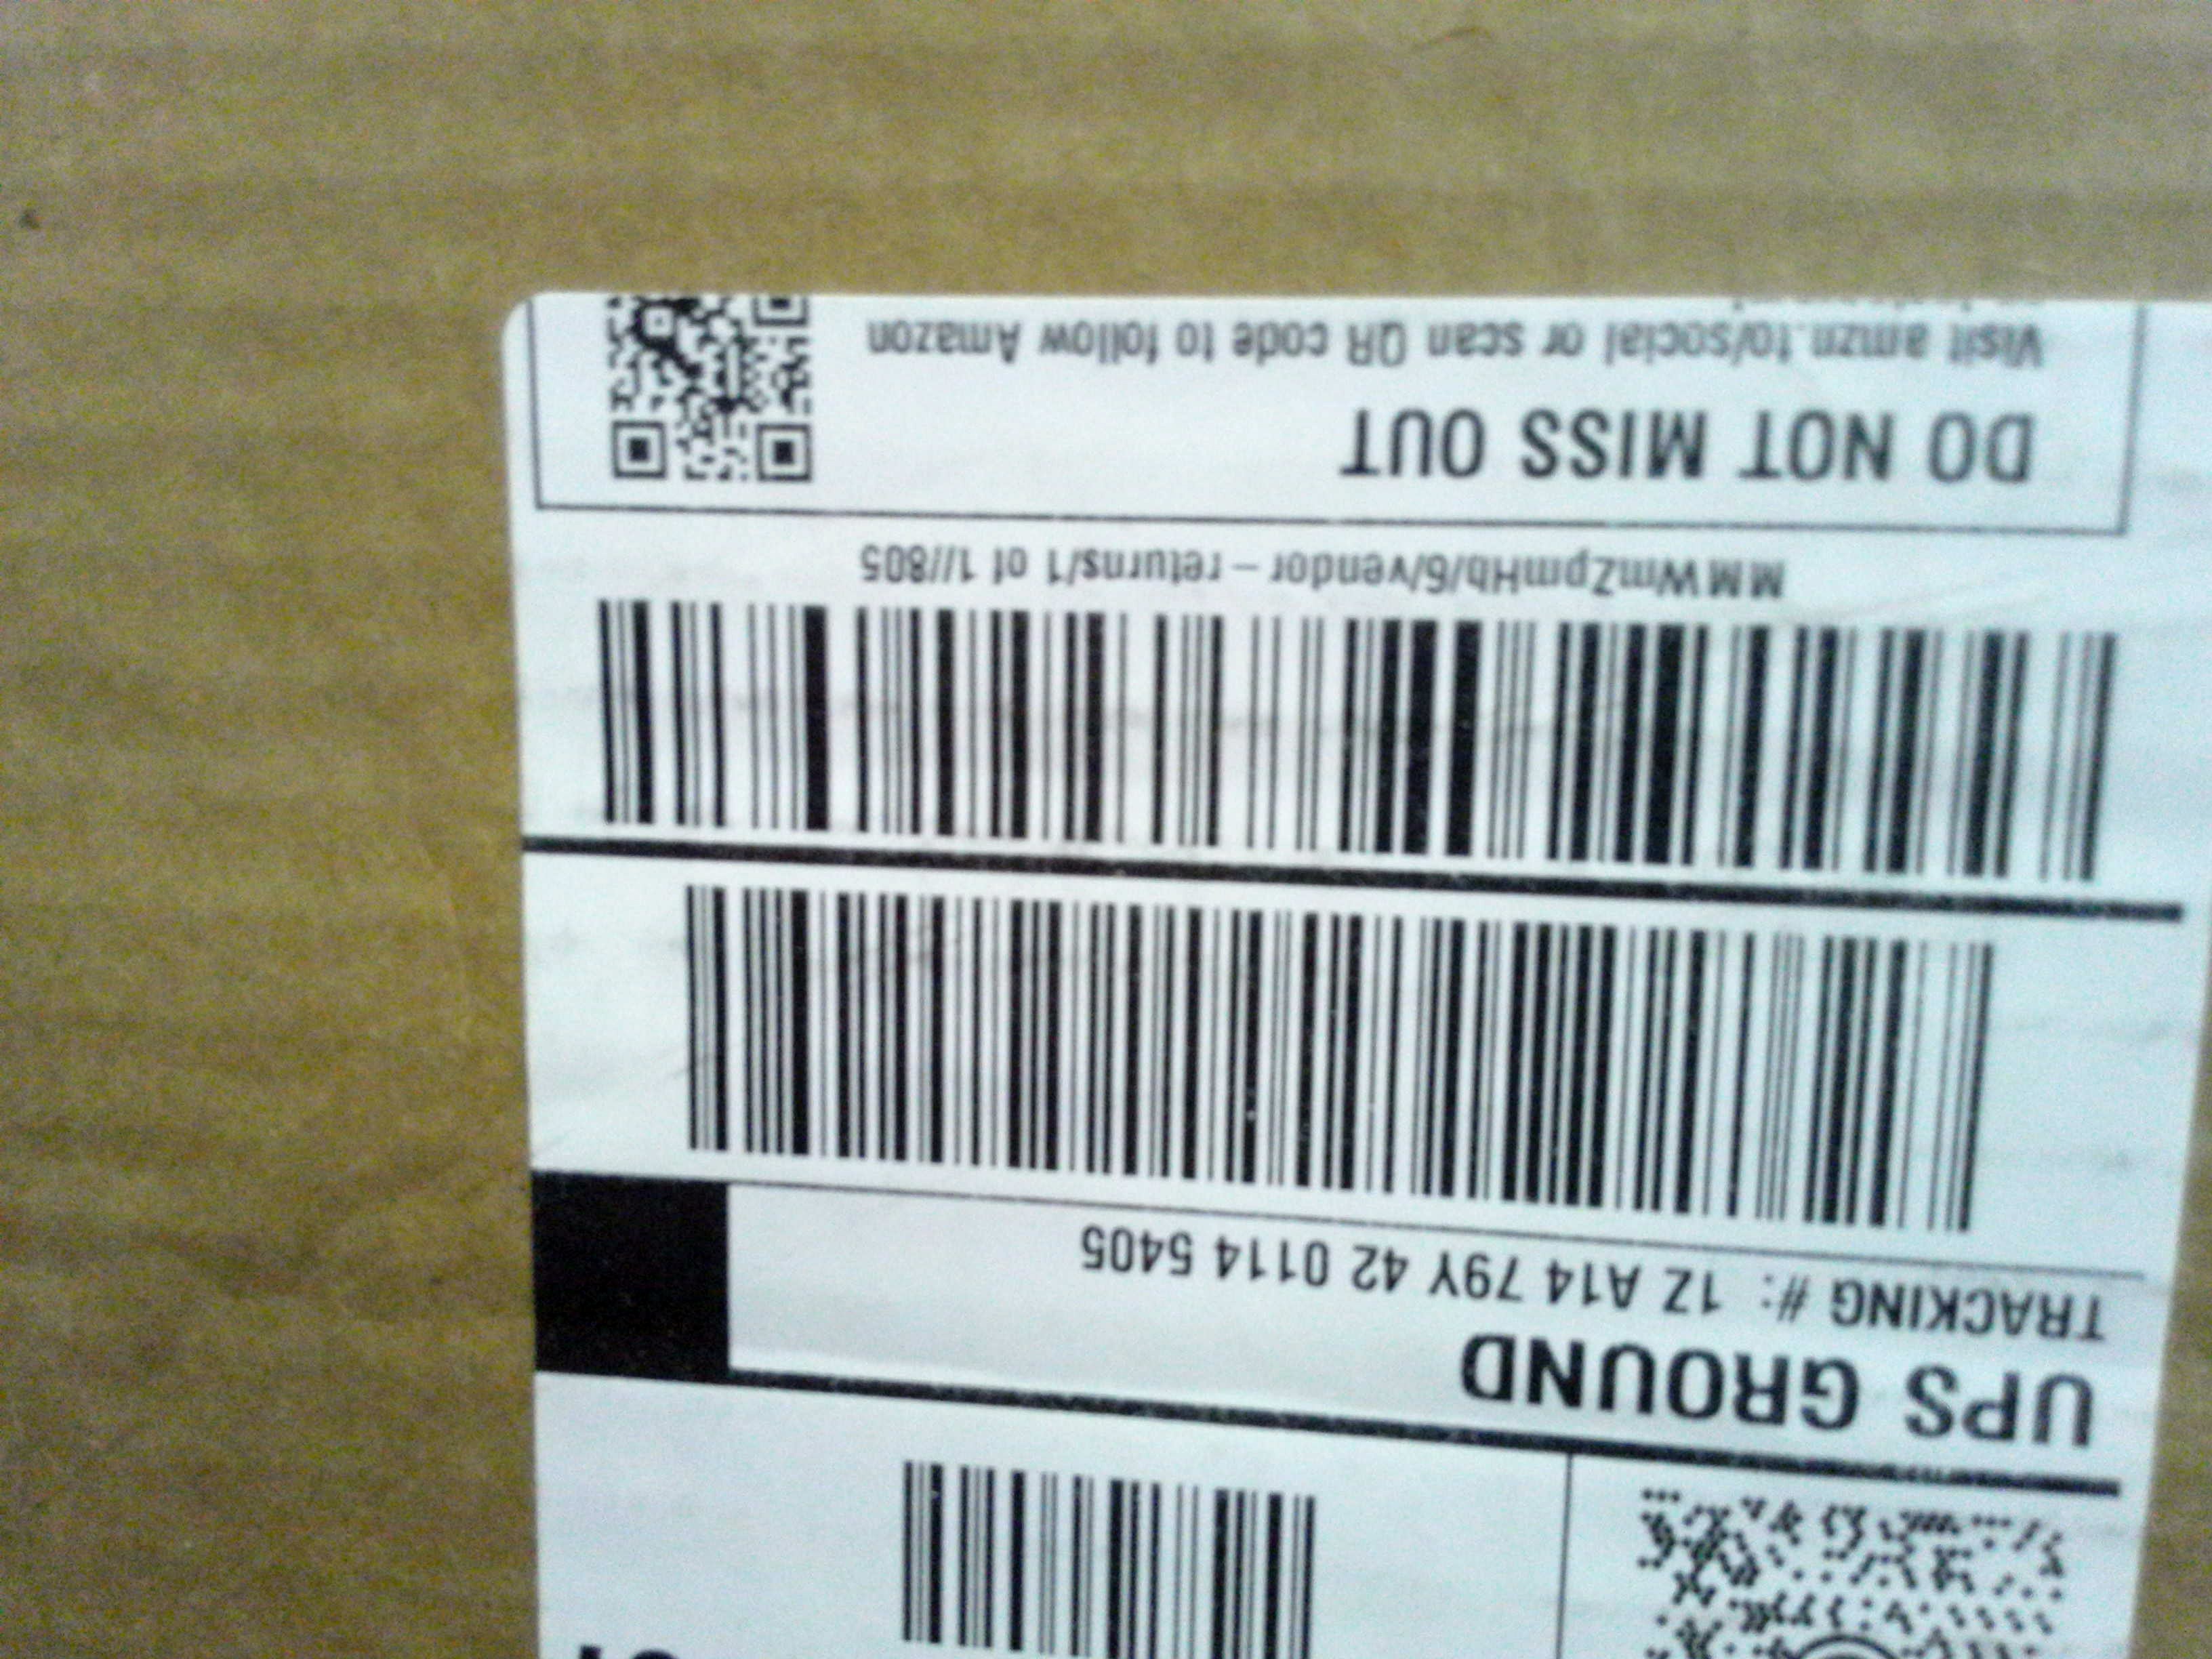 UPS GROUND
TRACKING #: 1Z A14 79Y 42 0114 5405
MMWmZpmHb/6/vendor-returns/1 of 1//805
DO NOT MISS OUT
Visit amzn.to/social or scan QR code to follow Amazon